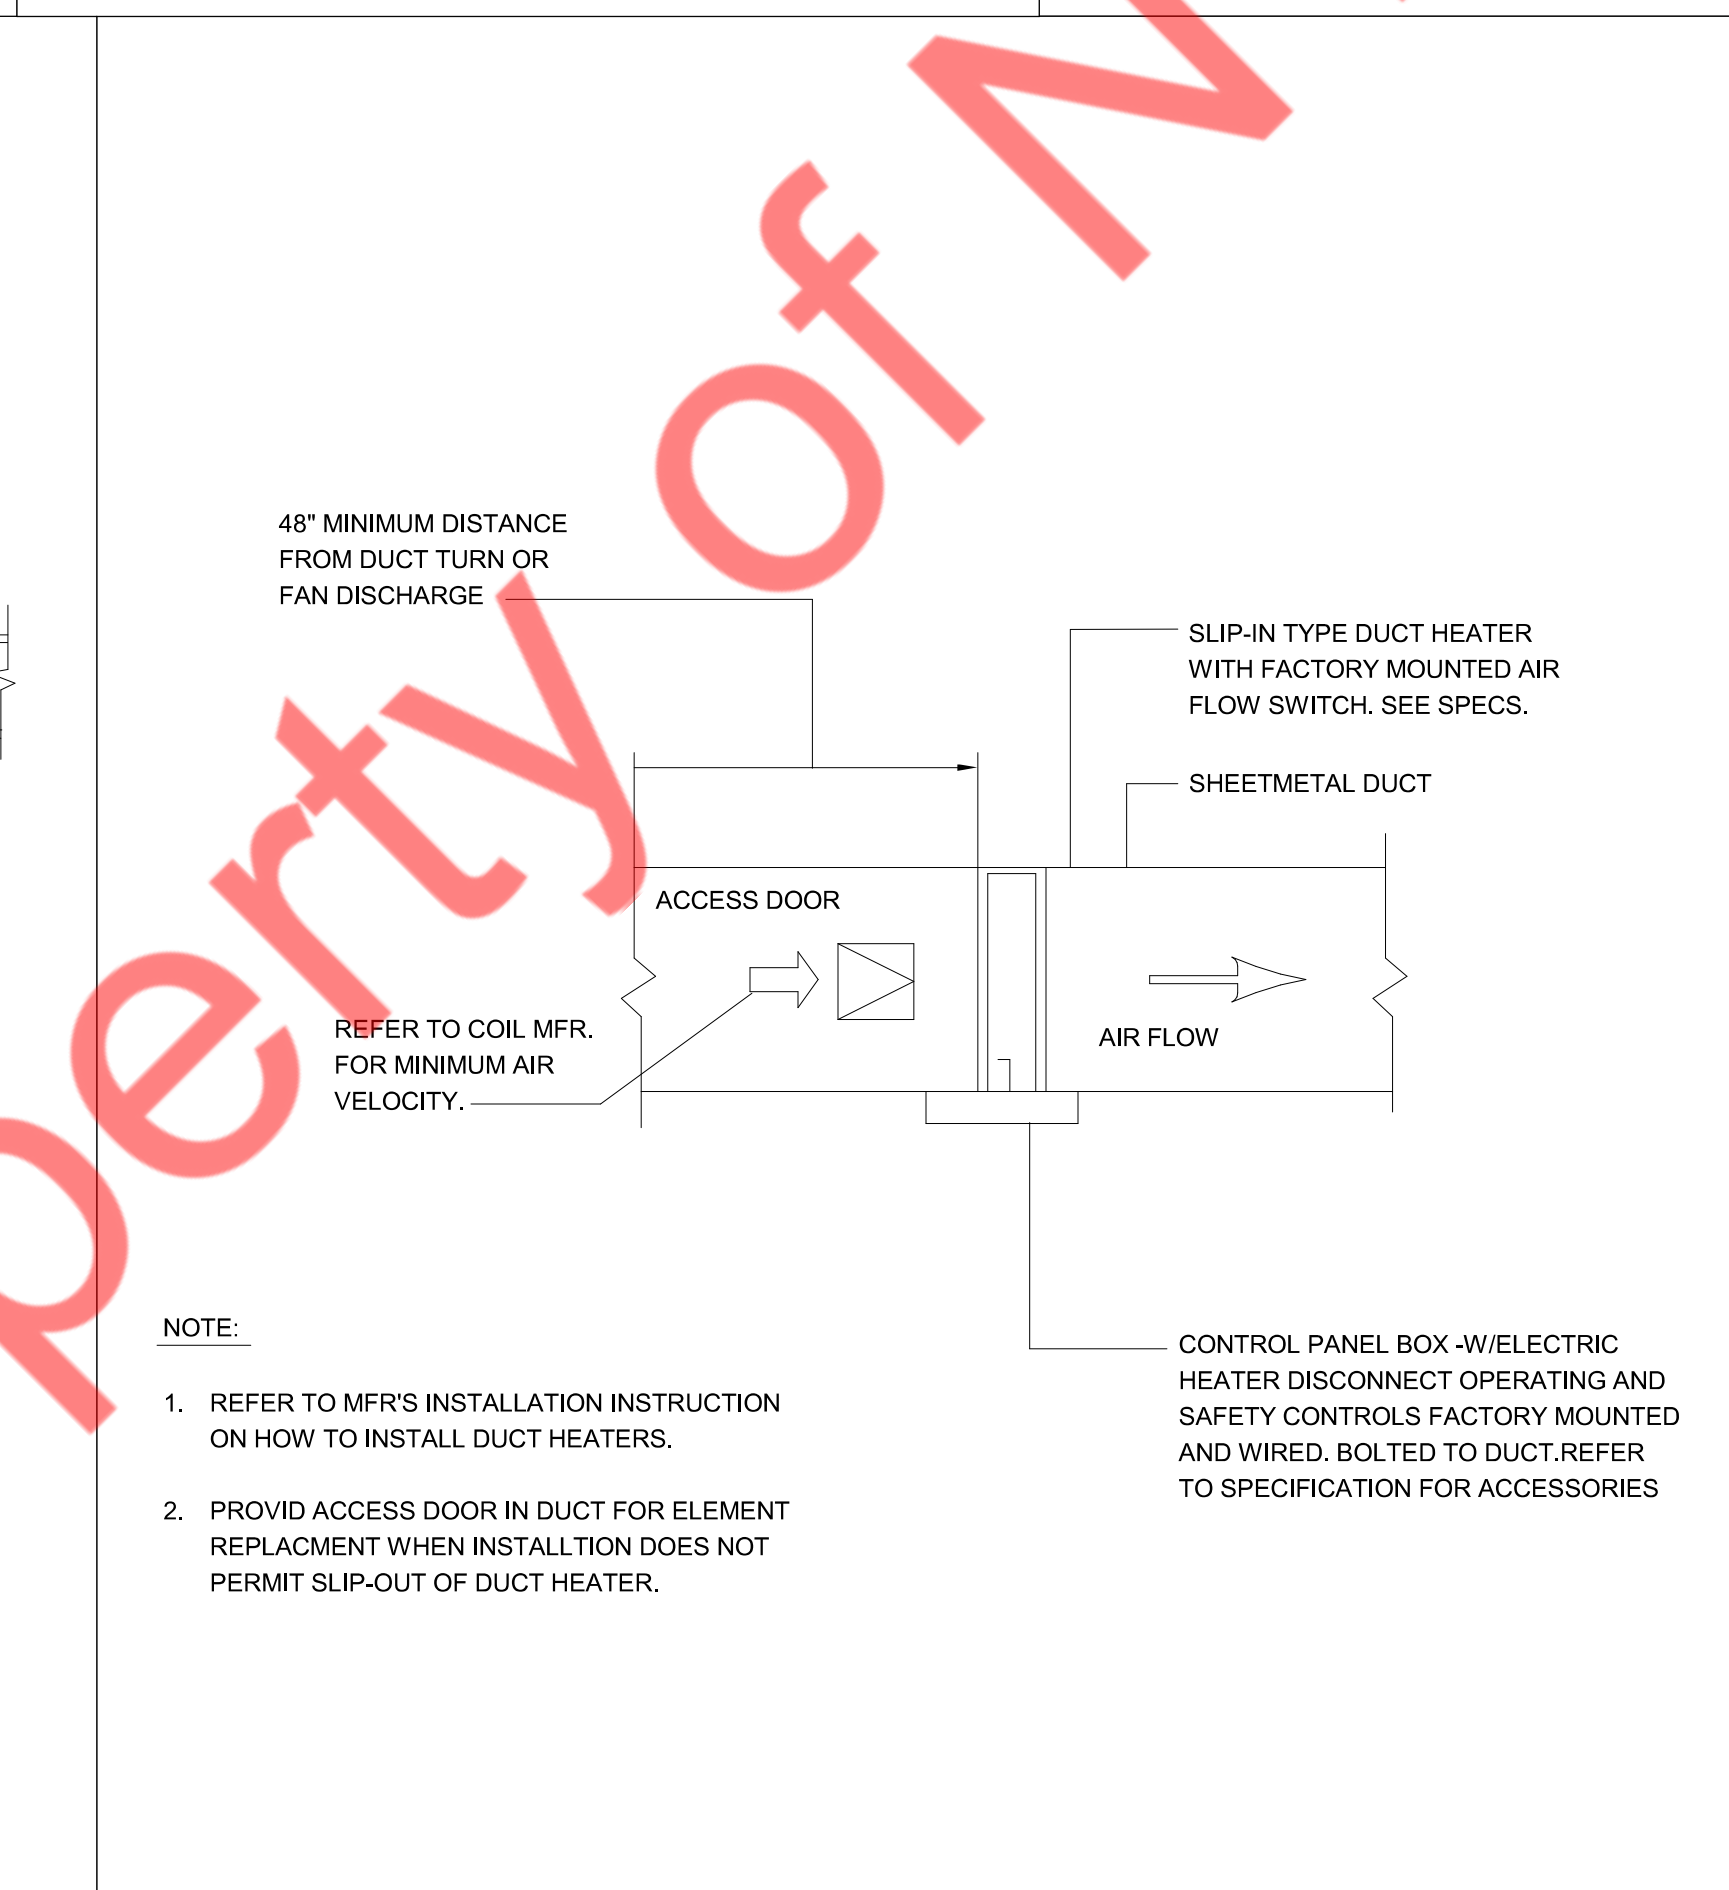 48" MINIMUM DISTANCE
FROM DUCT TURN OR
FAN DISCHARGE
SLIP-IN TYPE DUCT HEATER
WITH FACTORY MOUNTED AIR
FLOW SWITCH. SEE SPECS.
SHEETMETAL DUCT
ACCESS DOOR
REFER TO COIL MFR.
FOR MINIMUM AIR
VELOCITY.
AIR FLOW
NOTE:
1. REFER TO MFR'S INSTALLATION INSTRUCTION
ON HOW TO INSTALL DUCT HEATERS.
2. PROVID ACCESS DOOR IN DUCT FOR ELEMENT
REPLACMENT WHEN INSTALLTION DOES NOT
PERMIT SLIP-OUT OF DUCT HEATER.
CONTROL PANEL BOX -W/ELECTRIC
HEATER DISCONNECT OPERATING AND
SAFETY CONTROLS FACTORY MOUNTED
AND WIRED. BOLTED TO DUCT.REFER
TO SPECIFICATION FOR ACCESSORIES
perty of N